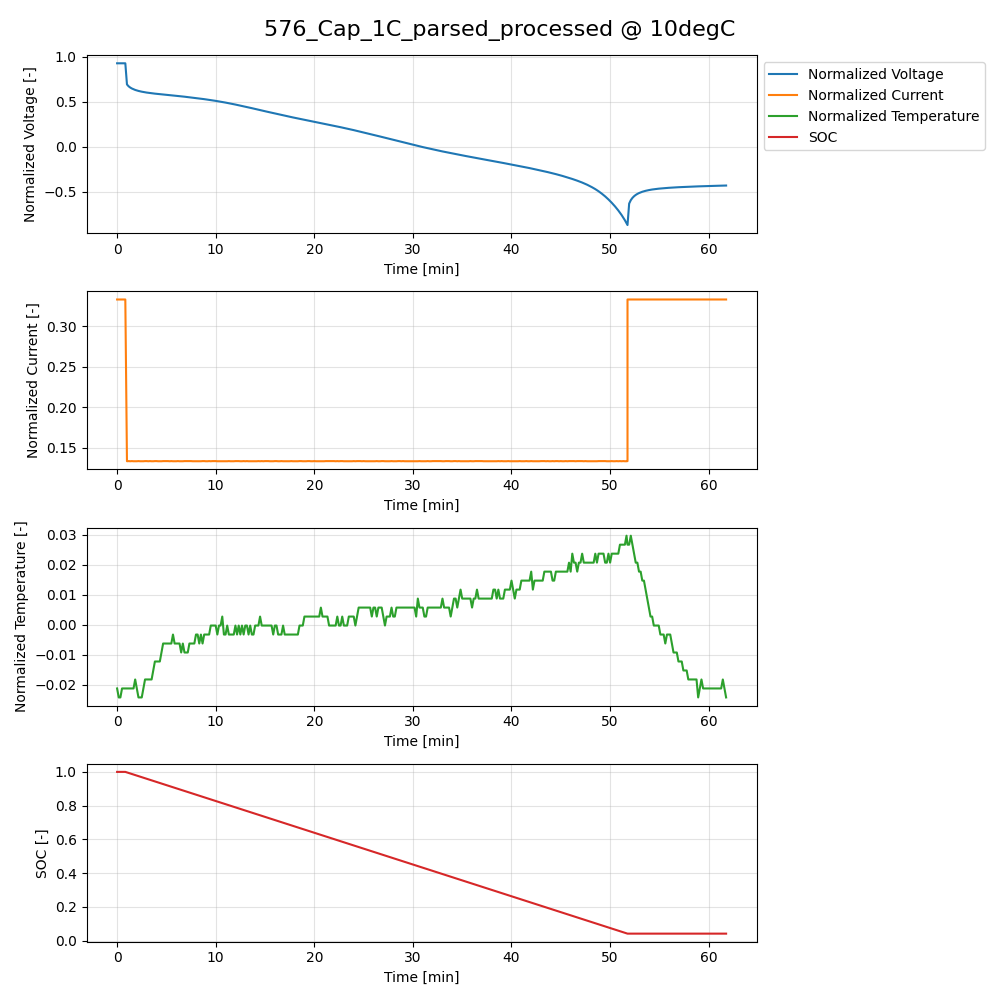 576_Cap_1C_parsed_processed @ 10degC
1.0
0.5
0.0
−0.5
Normalized Voltage [-]
0 10 20 30 40 50 60
Time [min]
Normalized Voltage
Normalized Current
Normalized Temperature
SOC
0.30
0.25
0.20
0.15
Normalized Current [-]
0 10 20 30 40 50 60
Time [min]
0.03
0.02
0.01
0.00
−0.01
−0.02
Normalized Temperature [-]
0 10 20 30 40 50 60
Time [min]
1.0
0.8
0.6
0.4
0.2
0.0
SOC [-]
0 10 20 30 40 50 60
Time [min]